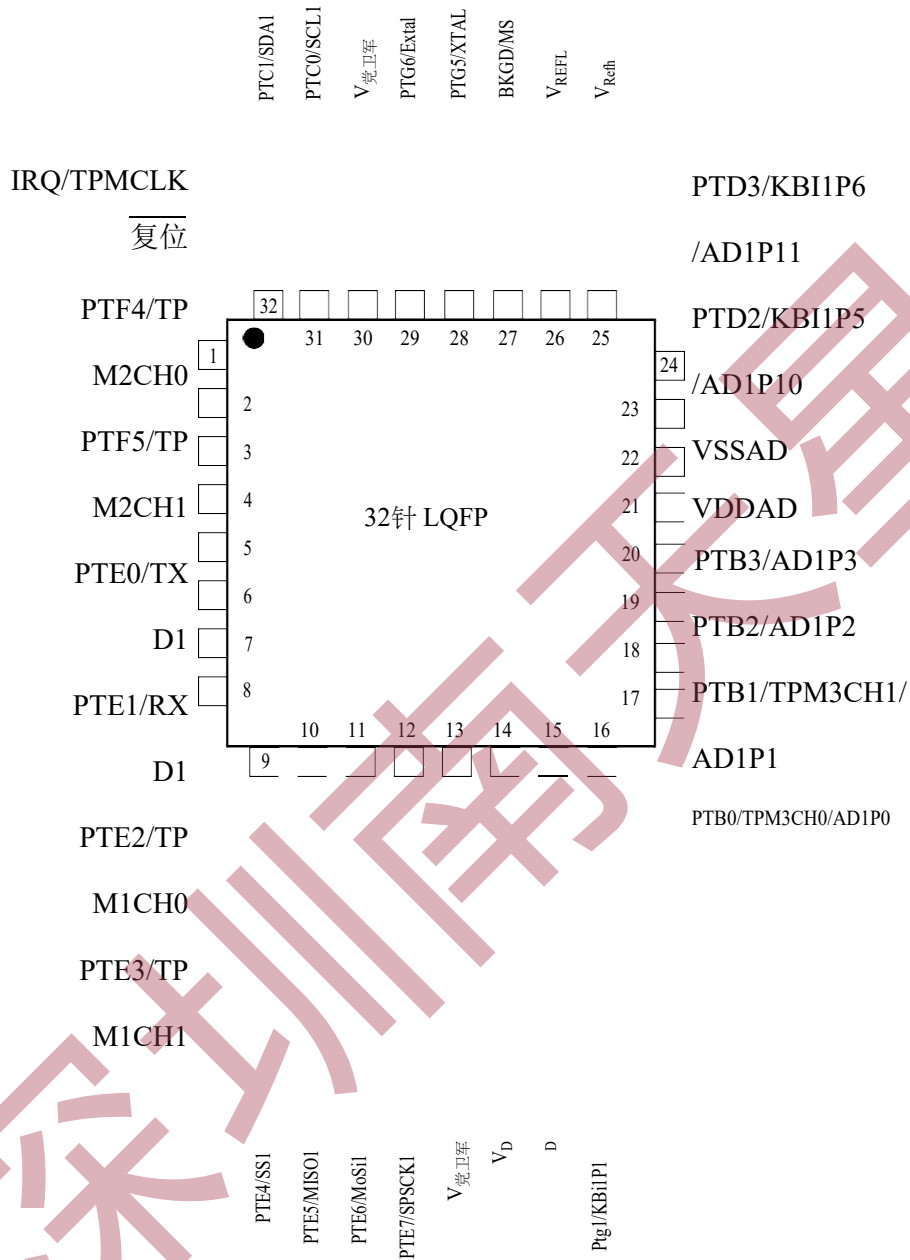 PTC1/SDA1
PTC0/SCL1
V党卫军
PTG6/Extal
PTG5/XTAL
BKGD/MS
VREFL
VRefh
IRQ/TPMCLK
复位
PTF4/TP
M2CH0
PTF5/TP
M2CH1
PTE0/TX
D1
PTE1/RX
D1
PTE2/TP
M1CH0
PTE3/TP
M1CH1
32
31
30
29
28
27
26
25
1
2
3
4
5
6
7
8
32针 LQFP
24
23
22
21
20
19
18
17
9
10
11
12
13
14
15
16
PTD3/KBI1P6
/AD1P11
PTD2/KBI1P5
/AD1P10
VSSAD
VDDAD
PTB3/AD1P3
PTB2/AD1P2
PTB1/TPM3CH1/
AD1P1
PTB0/TPM3CH0/AD1P0
PTE4/SS1
PTE5/MISO1
PTE6/MoSi1
PTE7/SPSCK1
V党卫军
VD
D
Ptg1/KBi1P1
深圳南天星